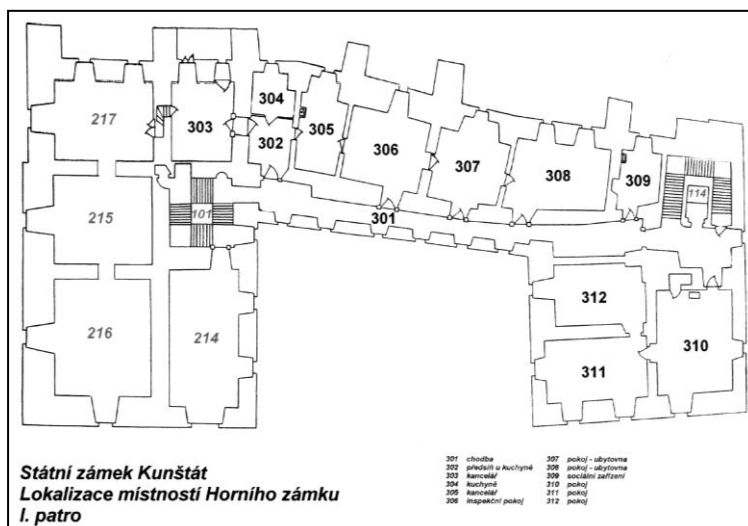 217
303
304
302
305
306
307
308
309
114
215
101
301
216
214
312
311
310
Státní zámek Kunštát
Lokalizace místností Horního zámku
I. patro
301 chodba
302 předsíň u kuchyně
303 kancelář
304 kuchyně
305 kancelář
306 inspekční pokoj
307 pokoj - ubytovna
308 pokoj - ubytovna
309 sociální zařízení
310 pokoj
311 pokoj
312 pokoj